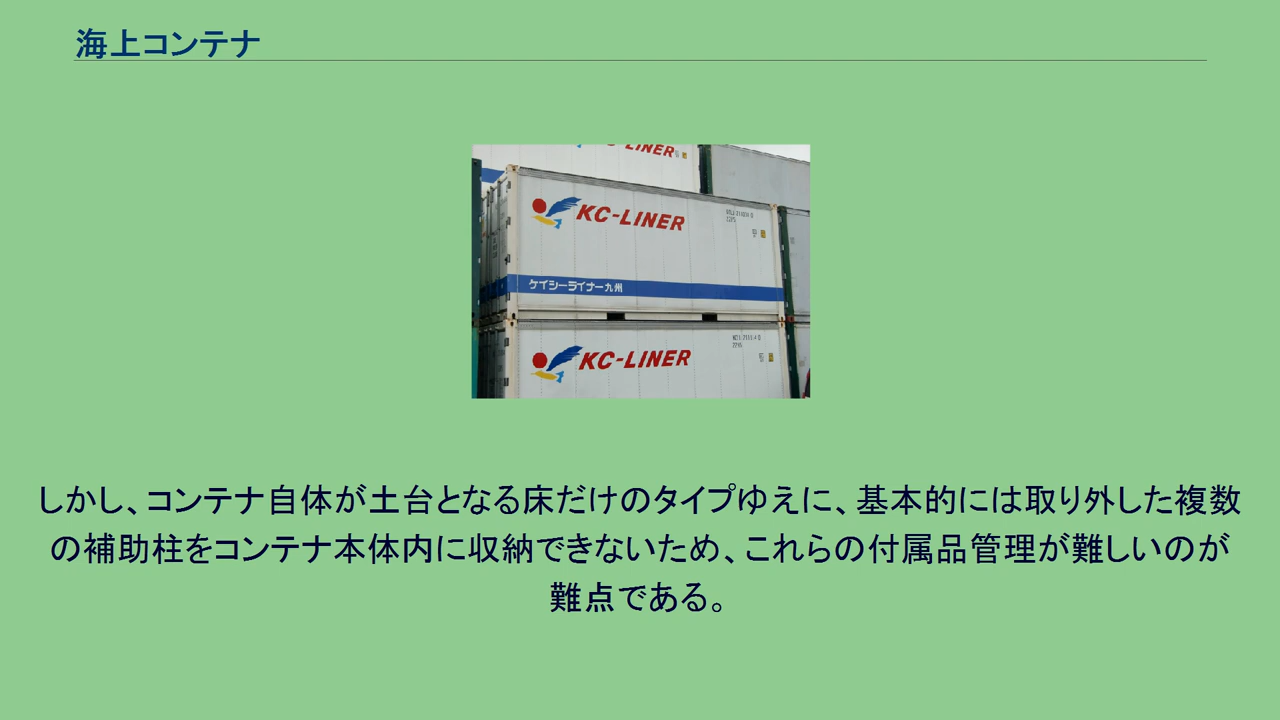 海上コンテナ
KC-LINER
KC-LINER
ケイシーライナー九州
KC-LINER
しかし、コンテナ自体が土台となる床だけのタイプゆえに、基本的には取り外した複数
の補助柱をコンテナ本体内に収納できないため、これらの付属品管理が難しいのが
難点である。